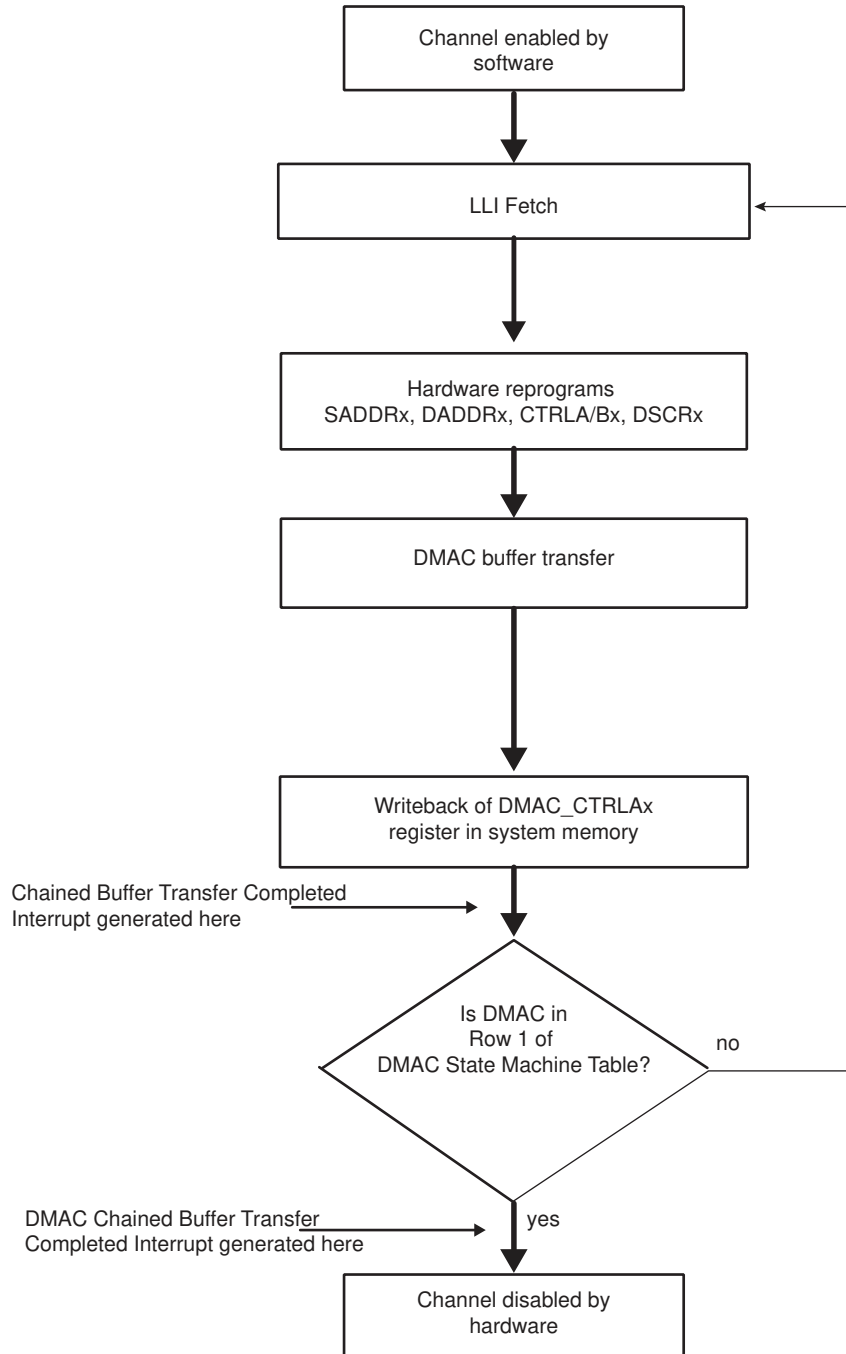 Channel enabled by
software
LLI Fetch
Hardware reprograms
SADDRx, DADDRx, CTRLA/Bx, DSCRx
DMAC buffer transfer
Writeback of DMAC_CTRLAx
register in system memory
Chained Buffer Transfer Completed
Interrupt generated here
Is DMAC in
Row 1 of
DMAC State Machine Table?
no
DMAC Chained Buffer Transfer
Completed Interrupt generated here
yes
Channel disabled by
hardware